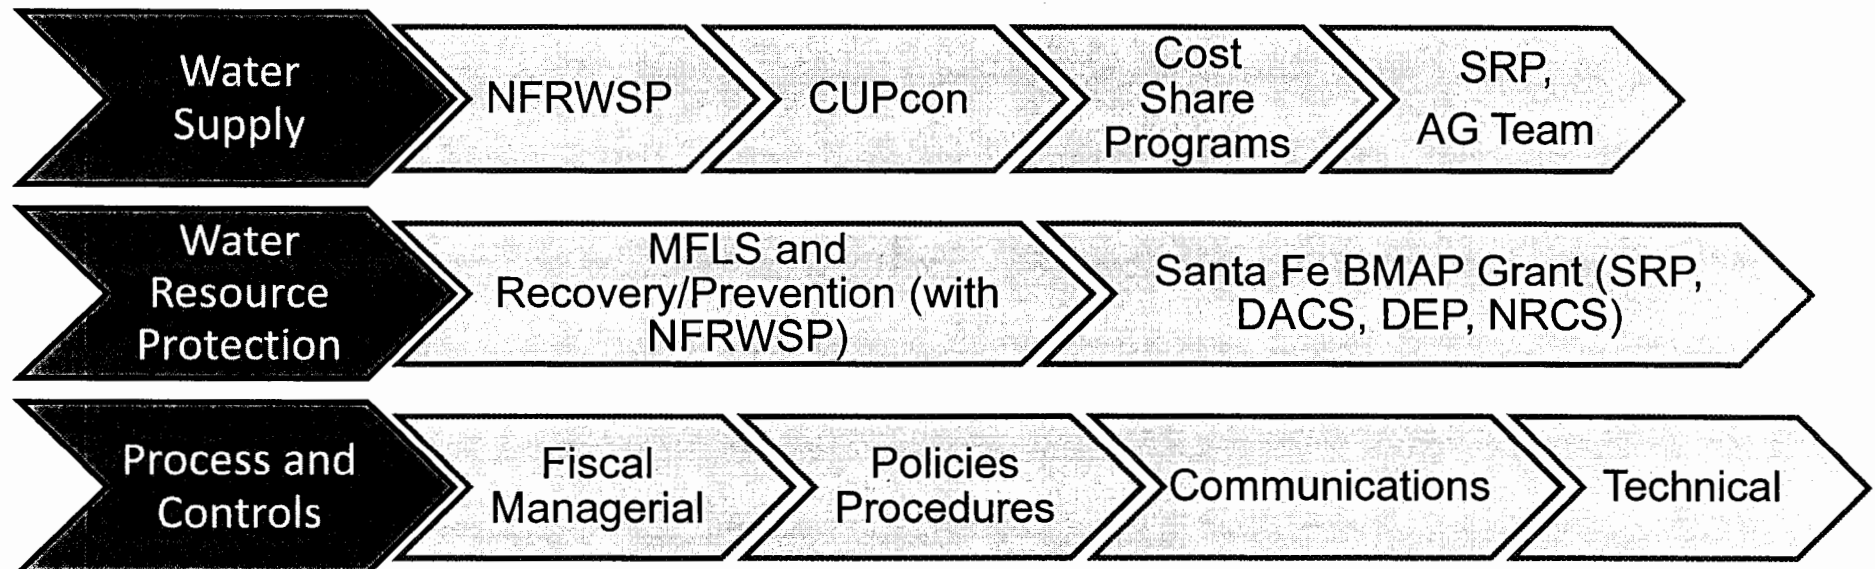 Water
Supply
NFRWSP
CUPcon
Cost
Share
Programs
SRP,
AG Team
Water
Resource
Protection
MFLS and
Recovery/Prevention (with
NFRWSP)
Santa Fe BMAP Grant (SRP,
DACS, DEP, NRCS)
Process and
Controls
Fiscal
Managerial
Policies
Procedures
Communications
Technical